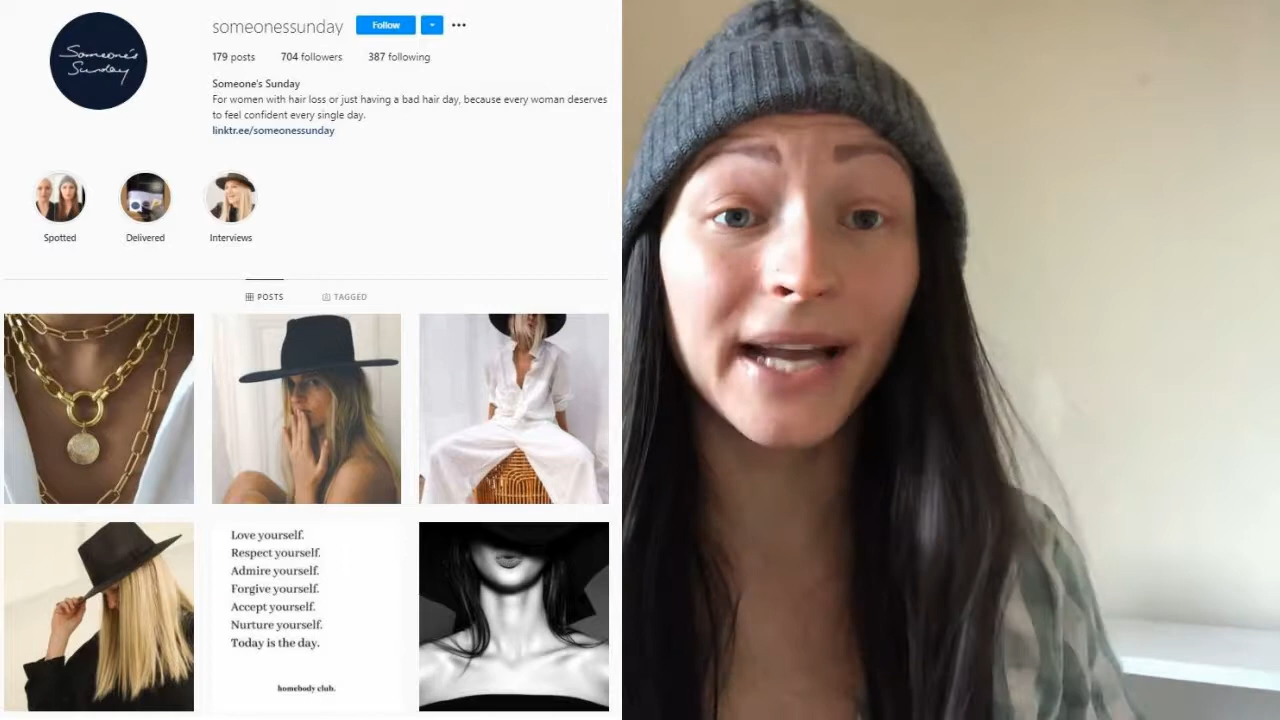 Someone's
Sunday
someonessunday
Follow
179 posts 704 followers 387 following
Someone's Sunday
For women with hair loss or just having a bad hair day, because every woman deserves
to feel confident every single day.
linktr.ee/someonessunday
Spotted Delivered Interviews
POSTS TAGGED
Love yourself.
Respect yourself.
Admire yourself.
Forgive yourself.
Accept yourself.
Nurture yourself.
Today is the day.
homebody club.